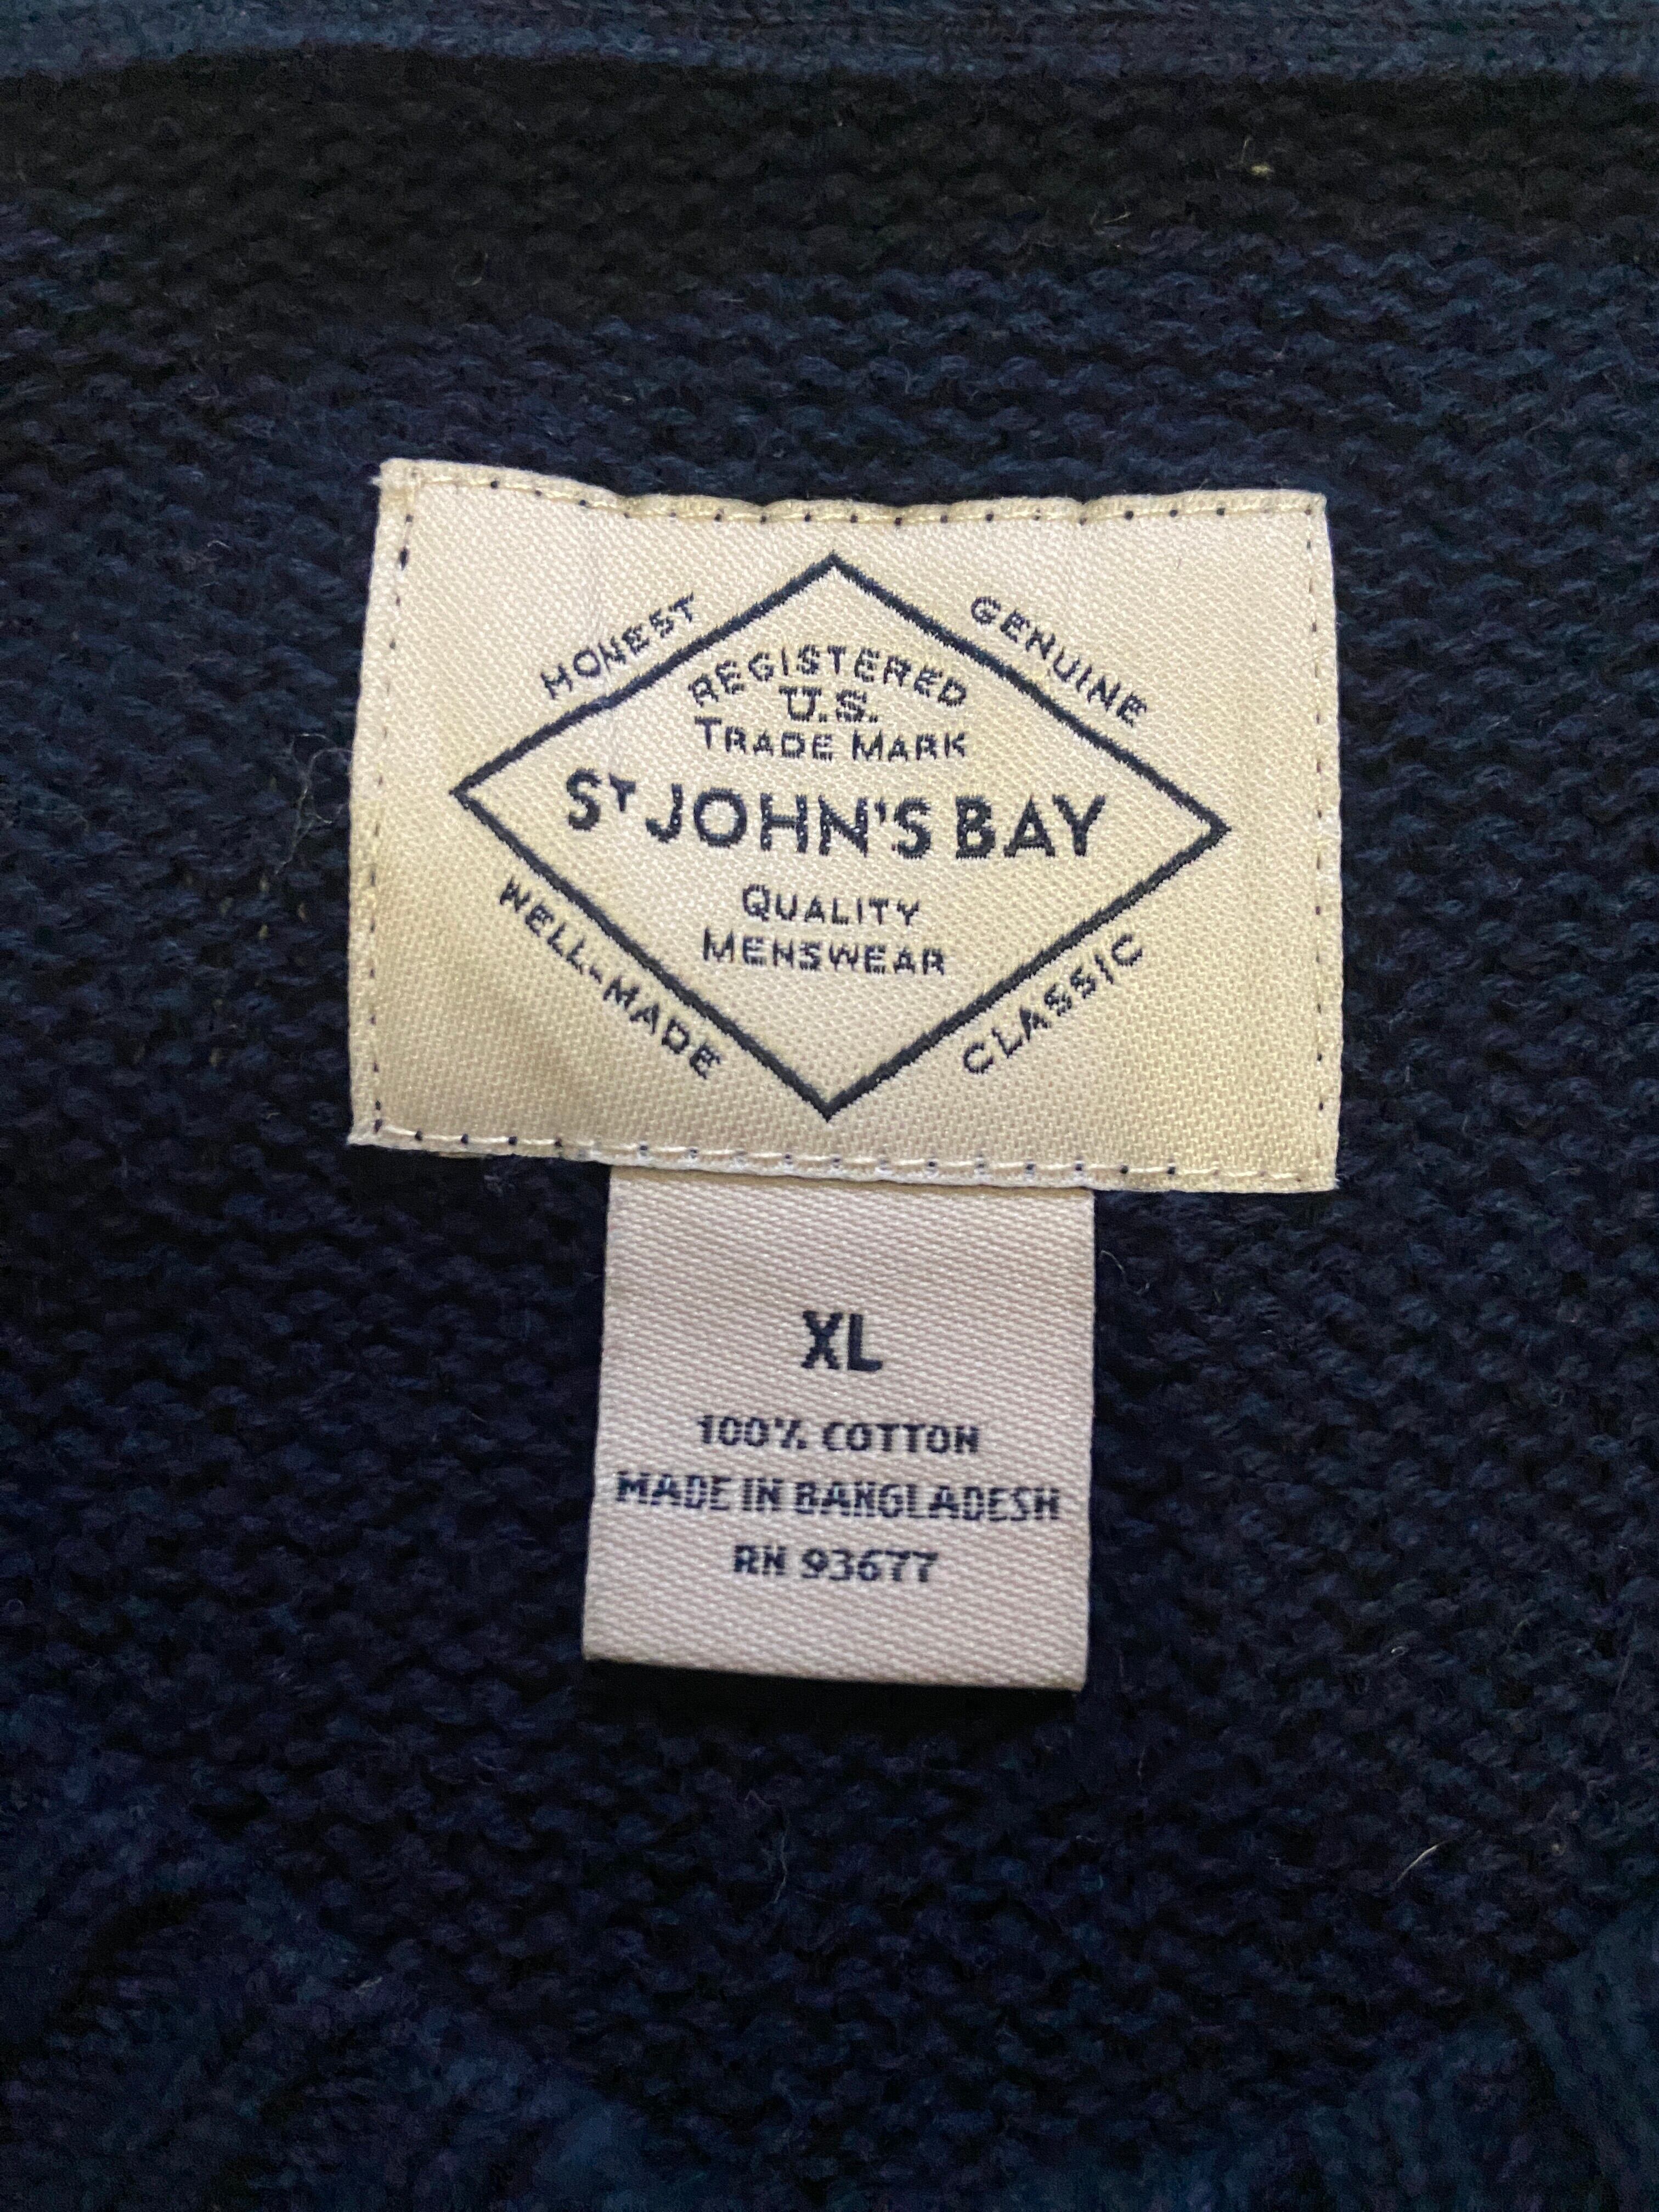 HONEST
GENUINE
REGISTERED
U.S.
TRADE MARK
ST JOHN'S BAY
QUALITY
MENSWEAR
WELL-MADE
CLASSIC
XL
100% COTTON
MADE IN BANGLADESH
RN 93677